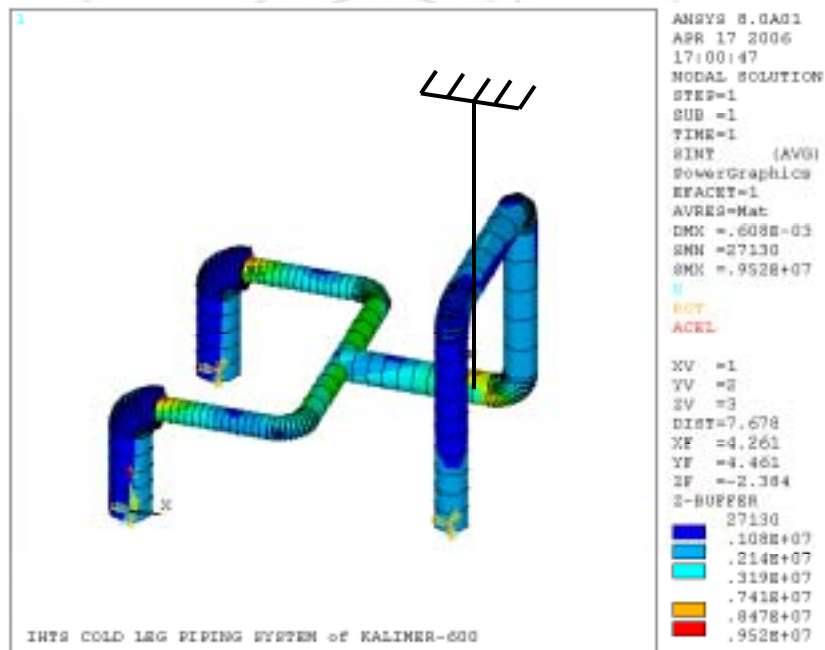 1
ANSYS 8.0A01
APR 17 2006
17:00:47
NODAL SOLUTION
STEP=1
SUB =1
TIME=1
SINT (AVG)
PowerGraphics
EFACET=1
AVRES=Mat
DMX =.608E-03
SMN =27130
SMX =.952E+07
U
ROT
ACEL
XV =1
YV =2
ZV =3
DIST=7.678
XF =4.261
YF =4.461
ZF =-2.384
Z-BUFFER
27130
.108E+07
.214E+07
.319E+07
.741E+07
.847E+07
.952E+07
X
IHTS COLD LEG PIPING SYSTEM of KALIMER-600